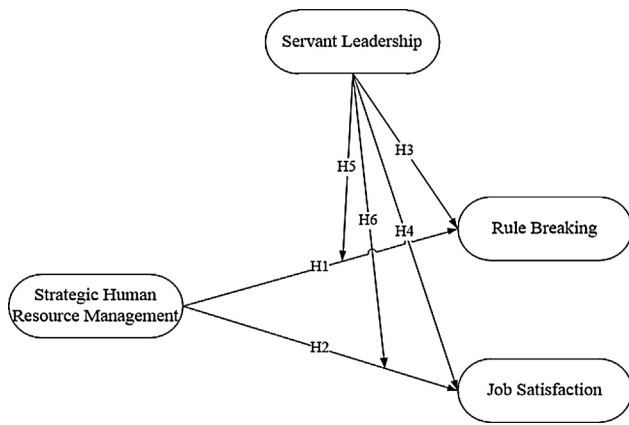 Servant Leadership
H3
H5
H6
H4
Rule Breaking
H1
Strategic Human
Resource Management
H2
Job Satisfaction